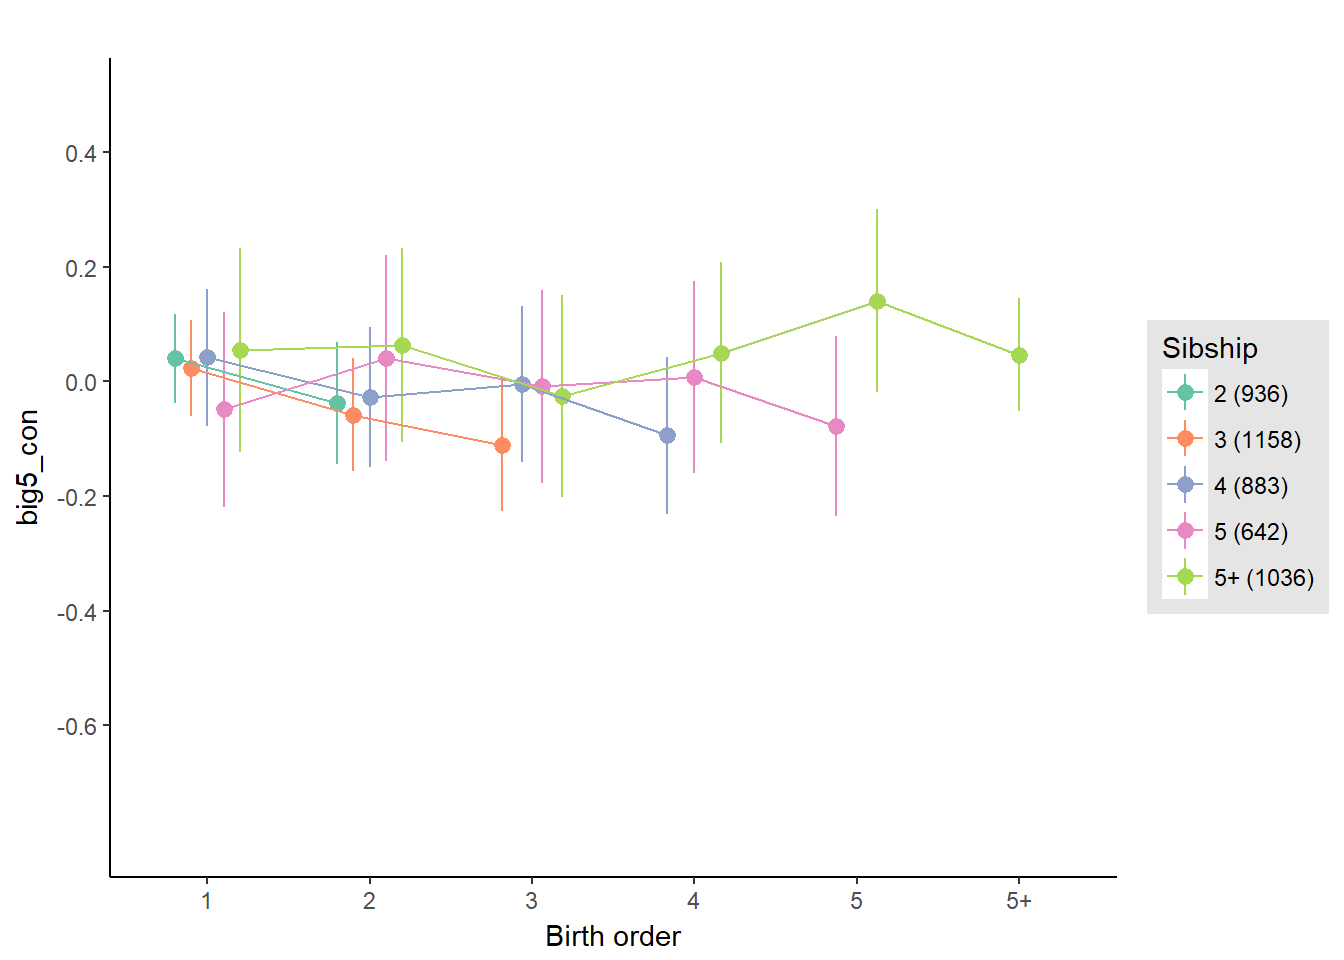 0.4
0.2
0.0
-0.2
-0.4
-0.6
big5_con
1 2 3 4 5 5+
Birth order
Sibship
2 (936)
3 (1158)
4 (883)
5 (642)
5+ (1036)